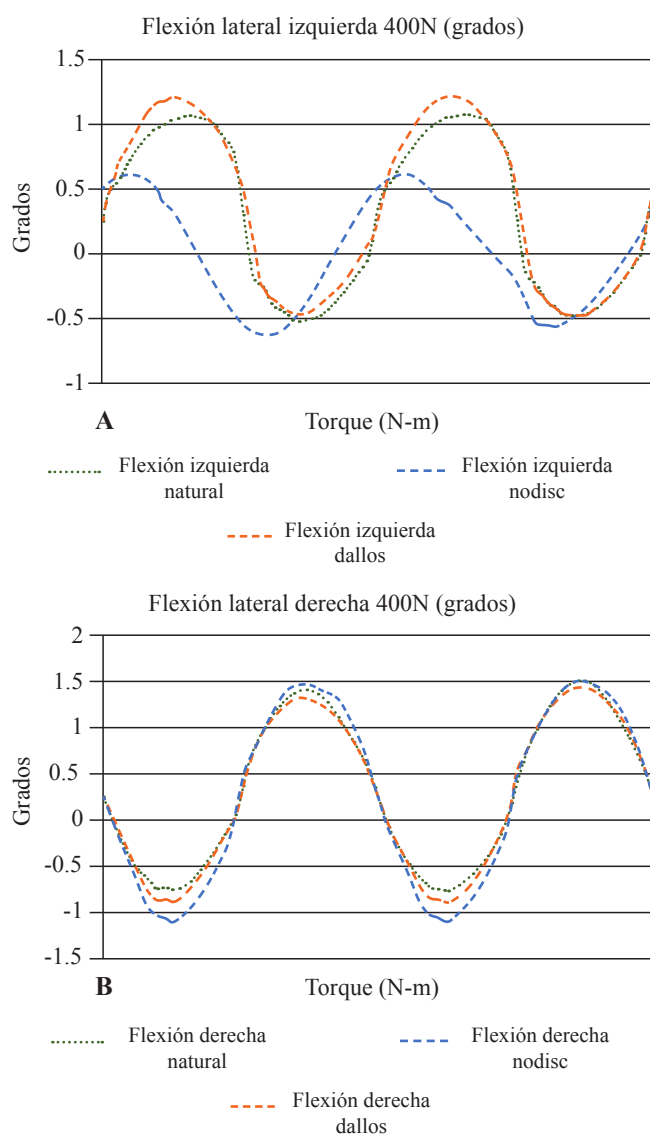 Flexión lateral izquierda 400N (grados)
1.5
1
0.5
0
-0.5
-1
Grados
A
Torque (N-m)
Flexión izquierda
natural
Flexión izquierda
nodisc
Flexión izquierda
dallos
Flexión lateral derecha 400N (grados)
2
1.5
1
0.5
0
-0.5
-1
-1.5
Grados
B
Torque (N-m)
Flexión derecha
natural
Flexión derecha
nodisc
Flexión derecha
dallos